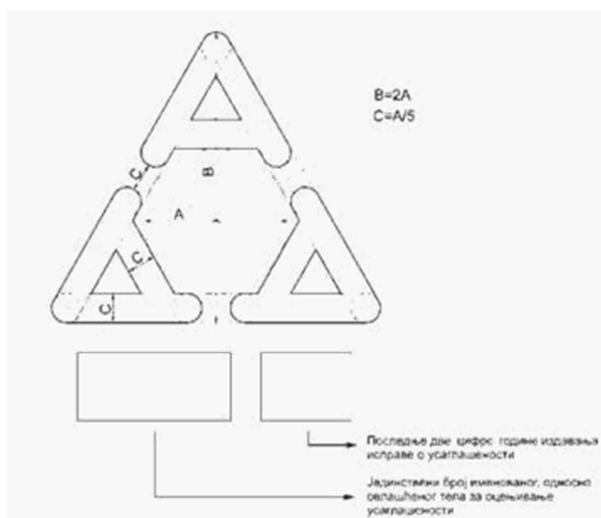 B=2A
C=A/5
C
B
A
C
C
Последње две цифре године издавања
исправе о усаглашености
Јединствени број именованог, односно
овлашћеног тела за оцењивање
усаглашености